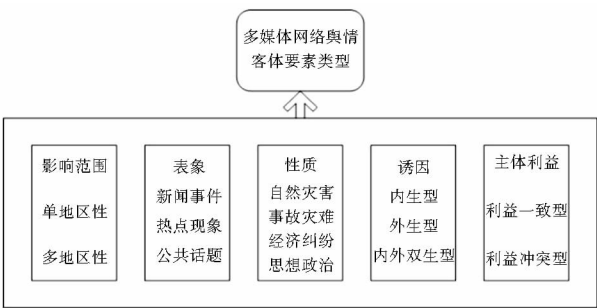 多媒体网络舆情
客体要素类型
影响范围
单地区性
多地区性
表象
新闻事件
热点现象
公共话题
性质
自然灾害
事故灾难
经济纠纷
思想政治
诱因
内生型
外生型
内外双生型
主体利益
利益一致型
利益冲突型